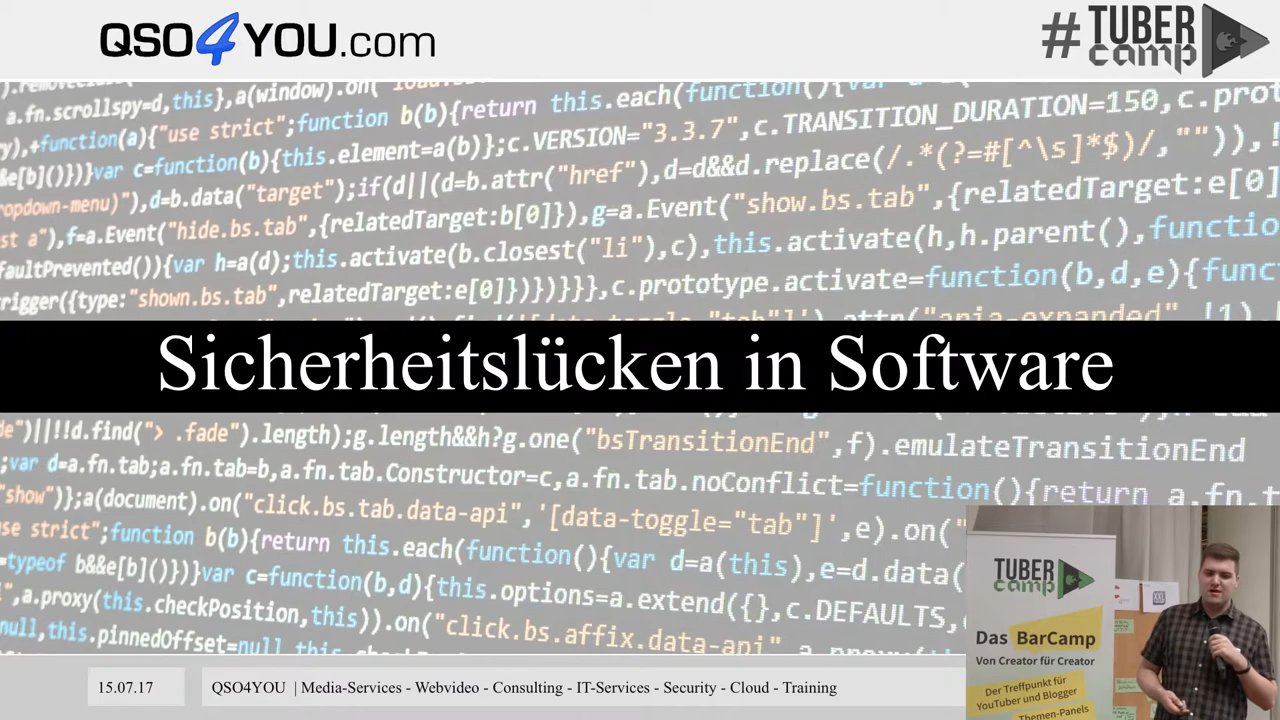 QSO4YOU.com
#TUBER
camp
a.fn.scrollspy=d,this},a(window).on(
+function(a){"use strict";function b(b){return this.each(function(){var
var c=function(b){this.element=a(b)};c.VERSION="3.3.7",c.TRANSITION_DURATION=150,c.
),d=b.data("target");if(d||(d=b.attr("href"),d=d&&d.replace(/.*(?=#[^\s]*$)/,"")),
),f=a.Event("hide.bs.tab",{relatedTarget:b[0]}),g=a.Event("show.bs.tab",{relatedTarget:e[0]
){var h=a(d);this.activate(b.closest("li"),c),this.activate(h,h.parent(),
({type:"shown.bs.tab",relatedTarget:e[0]})})}}},c.prototype.activate=function(b,d,e){
Sicherheitslücken in Software
")||!!d.find("> .fade").length);g.length&&h?g.one("bsTransitionEnd",f).emulateTransitionEnd
;var d=a.fn.tab;a.fn.tab=b,a.fn.tab.Constructor=c,a.fn.tab.noConflict=function(){return
"show")};a(document).on("click.bs.tab.data-api",'[data-toggle="tab"]',e).on("
use strict";function b(b){return this.each(function(){var d=a(this),e=d.data(
=typeof b&&e[b]()})}var c=function(b,d){this.options=a.extend({},c.DEFAULTS,
,a.proxy(this.checkPosition,this)).on("click.bs.affix.data-api"
null,this.pinnedOffset=null
TUBER
camp
Das BarCamp
Von Creator für Creator
Der Treffpunkt für
YouTuber und Blogger
Themen-Panels
15.07.17
QSO4YOU | Media-Services - Webvideo - Consulting - IT-Services - Security - Cloud - Training